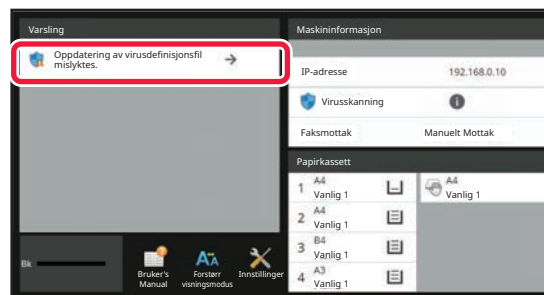 Varsling
Oppdatering av virusdefinisjonsfil
mislyktes.
Maskininformasjon
IP-adresse 192.168.0.10
Virusskanning
Faksmottak Manuelt Mottak
Papirkassett
1 A4
Vanlig 1
2 A4
Vanlig 1
3 B4
Vanlig 1
4 A3
Vanlig 1
A4
Vanlig 1
Bk
Bruker's
Manual
Forstørr
visningsmodus
Innstillinger